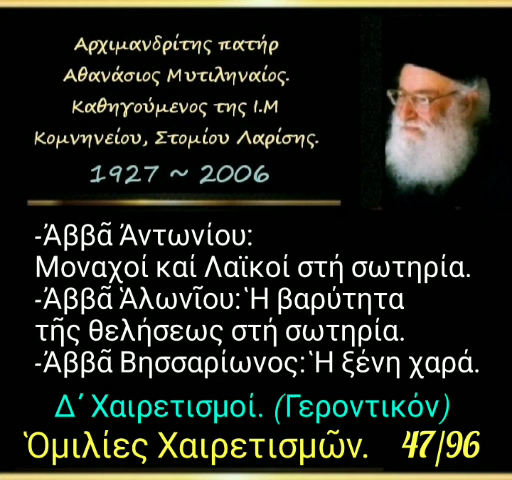 Αρχιμανδρίτης πατήρ
Αθανάσιος Μυτιληναίος.
Καθηγούμενος της Ι.Μ
Κομνηνείου, Στομίου Λαρίσης.
1927 ~ 2006
-Ἀββᾶ Ἀντωνίου:
Μοναχοί καί Λαϊκοί στή σωτηρία.
-Ἀββᾶ Ἀλωνῖου: Ἡ βαρύτητα
τῆς θελήσεως στή σωτηρία.
-Ἀββᾶ Βησσαρίωνος: Ἡ ξένη χαρά.
Δ΄ Χαιρετισμοί. (Γεροντικόν)
Ὁμιλίες Χαιρετισμῶν. 47/96